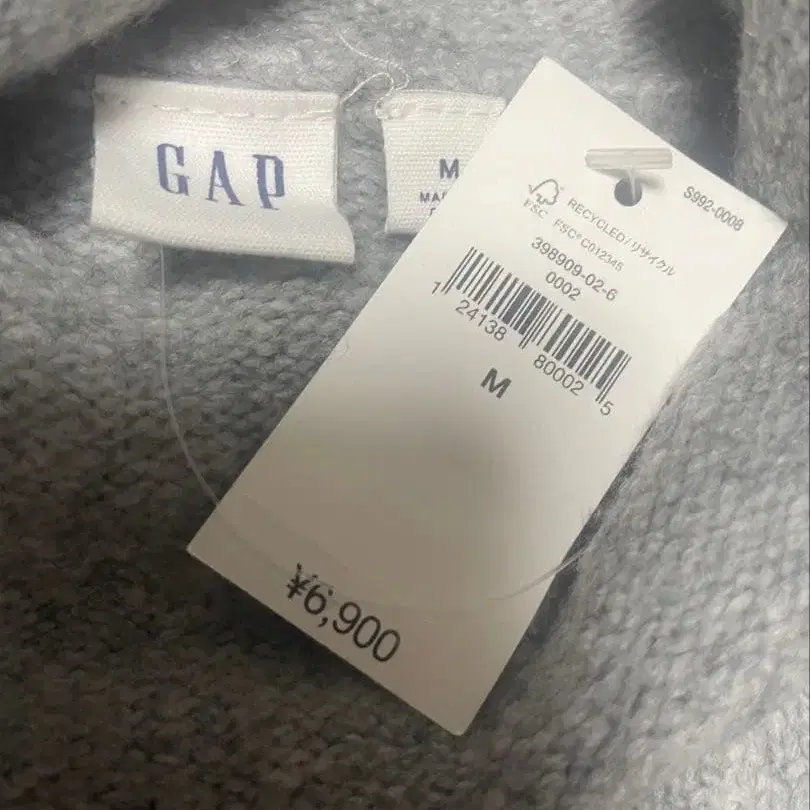 GAP
M
S992-0008
FSC
RECYCLED/リサイクル
FSC® C012345
398909-02-6
0002
1 24138 80002 5
M
¥6,900